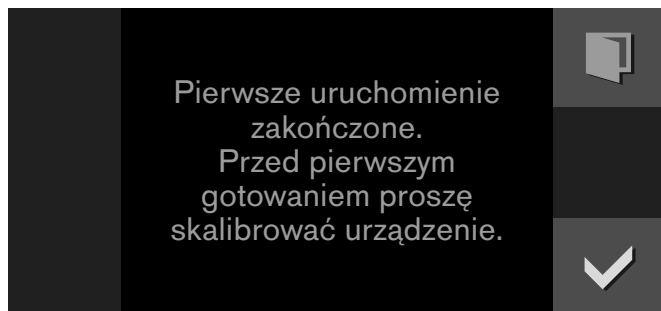 Pierwsze uruchomienie
zakończone.
Przed pierwszym
gotowaniem proszę
skalibrować urządzenie.